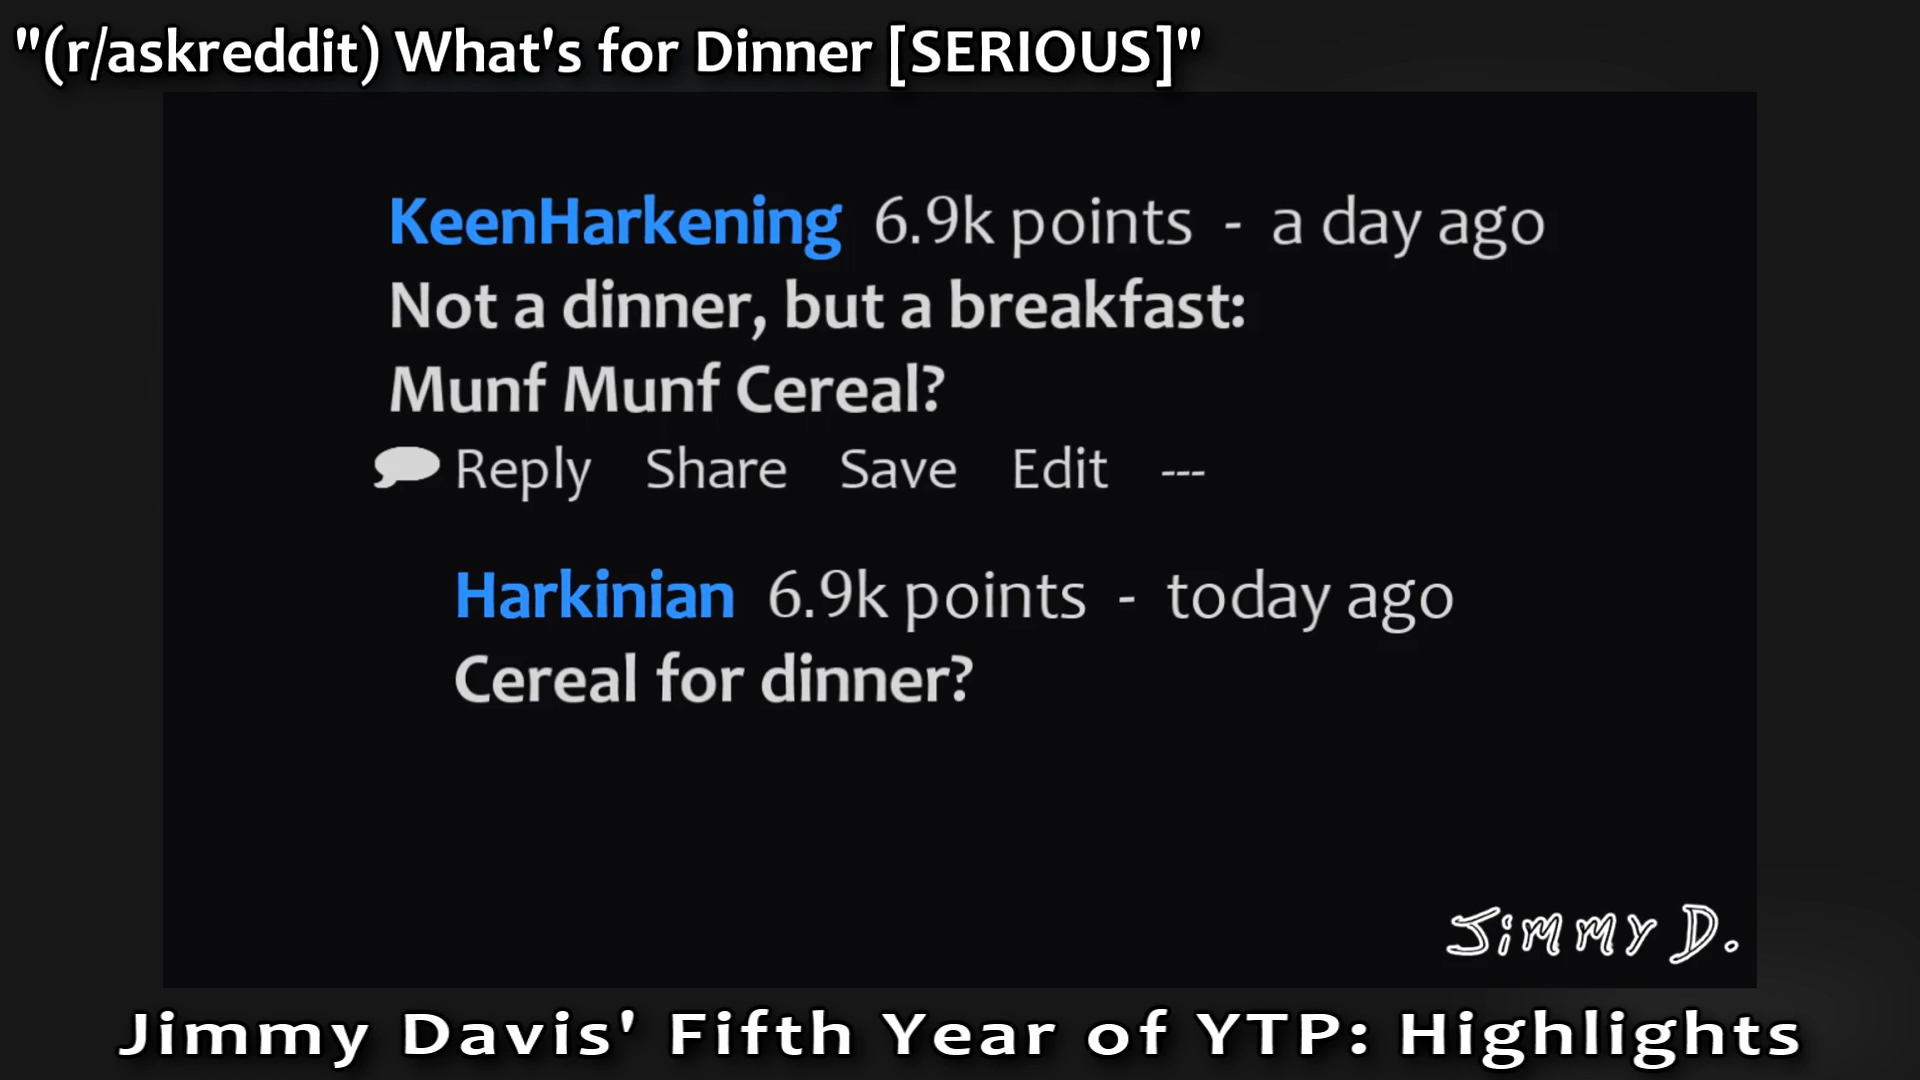 "(r/askreddit) What's for Dinner [SERIOUS]"
KeenHarkening 6.9k points - a day ago
Not a dinner, but a breakfast:
Munf Munf Cereal?
Reply Share Save Edit ---
Harkinian 6.9k points - today ago
Cereal for dinner?
Jimmy D.
Jimmy Davis' Fifth Year of YTP: Highlights